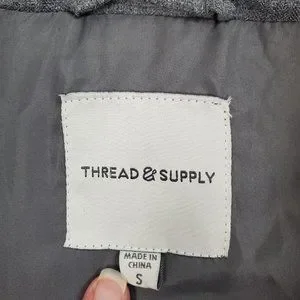 THREAD & SUPPLY
MADE IN
CHINA
S